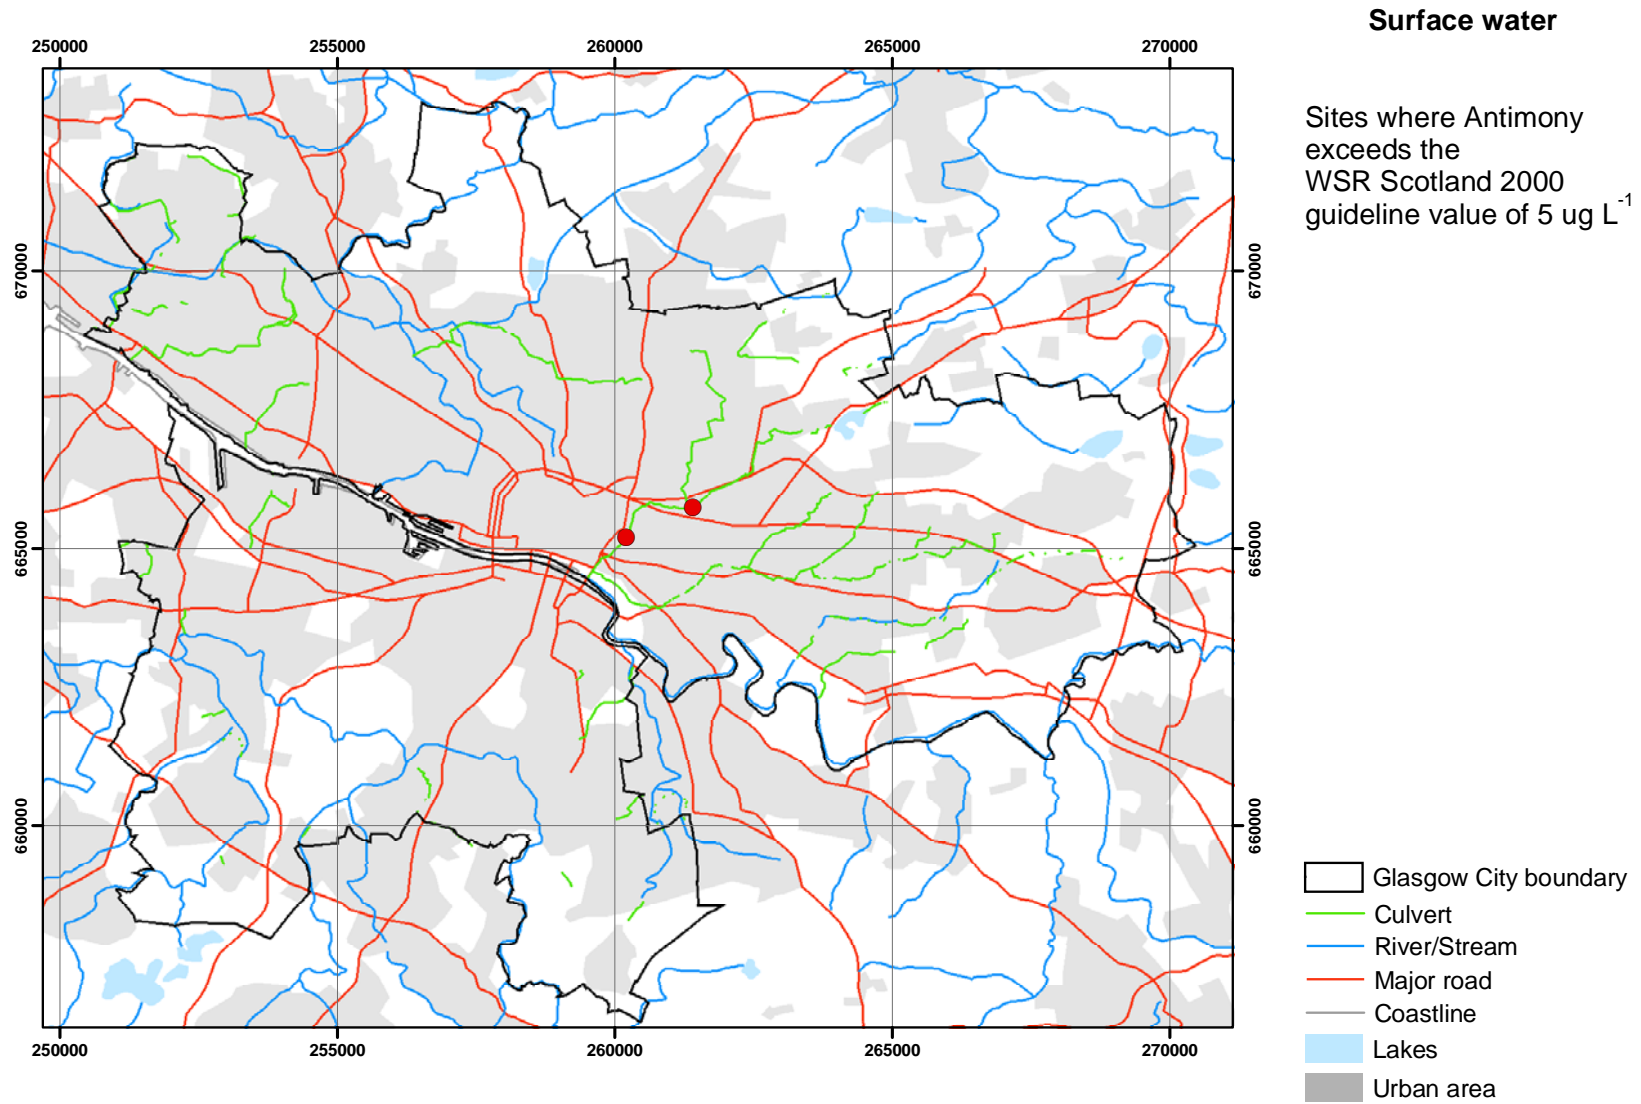 Surface water
250000 255000 260000 265000 270000
Sites where Antimony
exceeds the
WSR Scotland 2000
guideline value of 5 ug L-1
670000 670000
665000 665000
660000 660000
Glasgow City boundary
Culvert
River/Stream
Major road
Coastline
Lakes
Urban area
250000 255000 260000 265000 270000